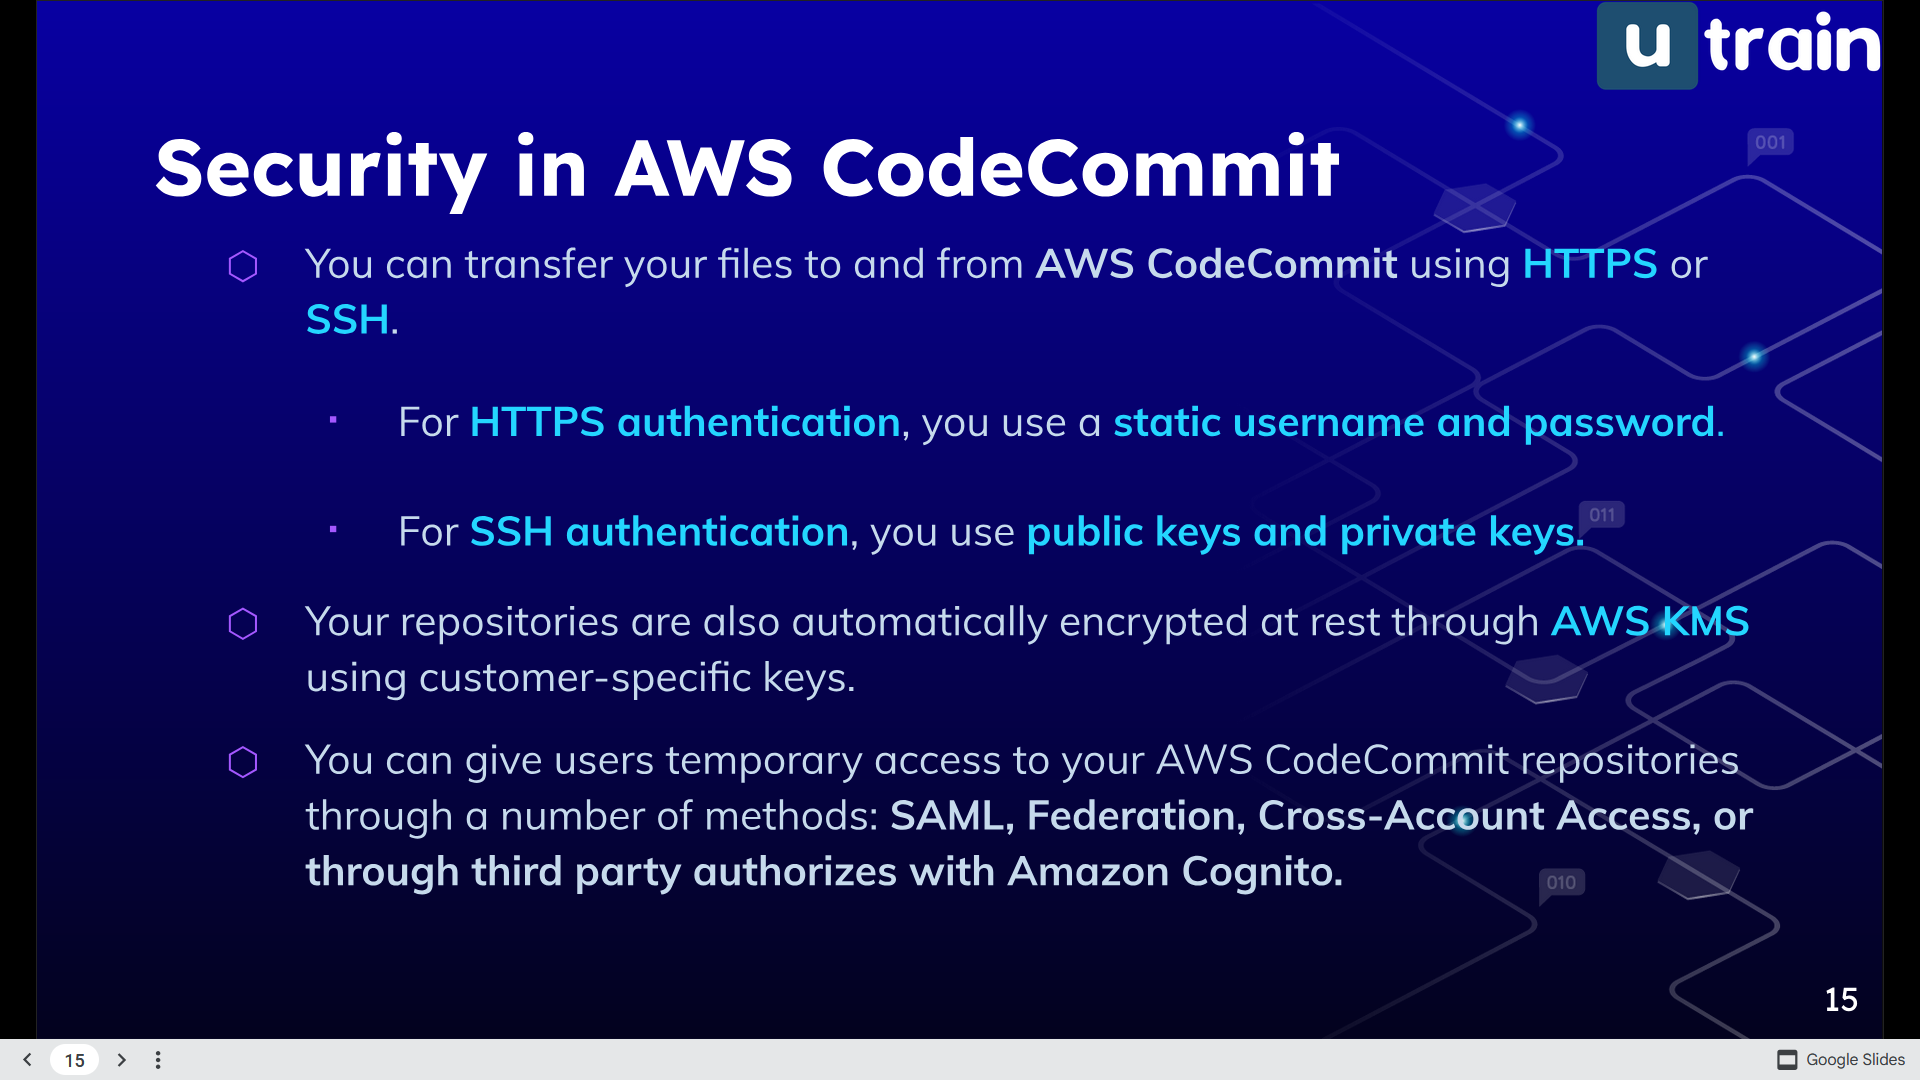 u train
001
Security in AWS CodeCommit
You can transfer your files to and from AWS CodeCommit using HTTPS or
SSH.
For HTTPS authentication, you use a static username and password.
011
For SSH authentication, you use public keys and private keys.
Your repositories are also automatically encrypted at rest through AWS KMS
using customer-specific keys.
You can give users temporary access to your AWS CodeCommit repositories
through a number of methods: SAML, Federation, Cross-Account Access, or
through third party authorizes with Amazon Cognito.
010
15
15
Google Slides